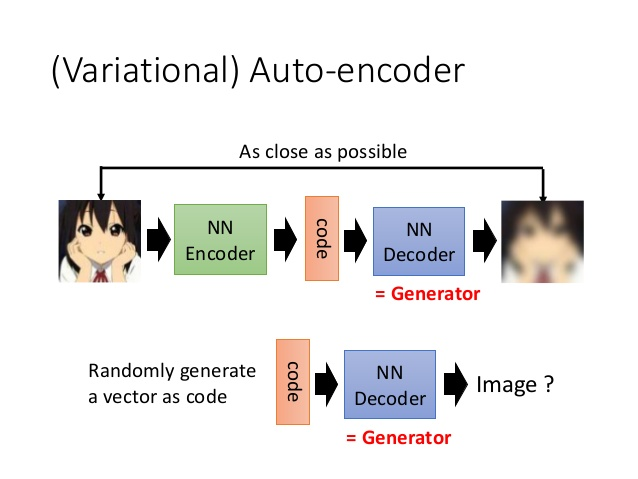 (Variational) Auto-encoder
As close as possible
NN
Encoder
code
NN
Decoder
= Generator
Randomly generate
a vector as code
code
NN
Decoder
Image ?
= Generator